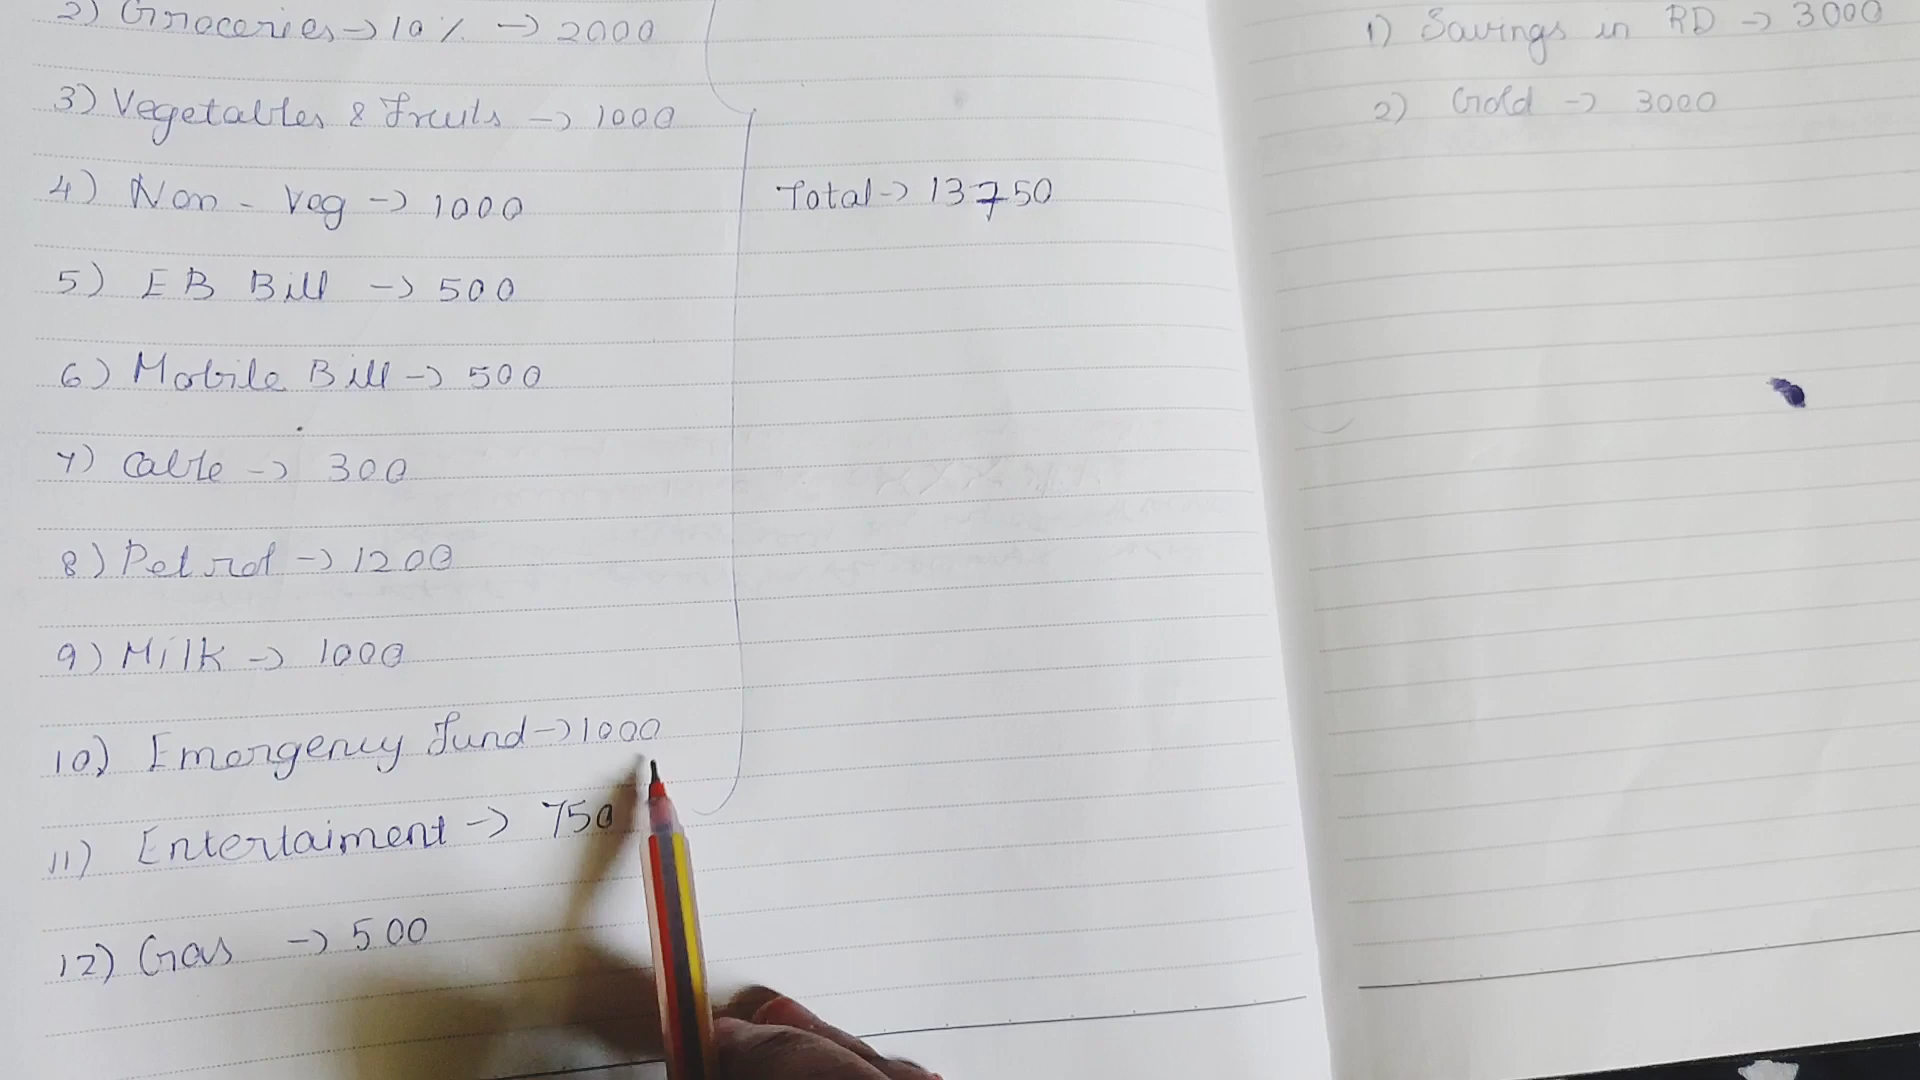 2) Groceries -> 10% -> 2000
3) Vegetables & Fruits -> 1000
4) Non - Veg -> 1000
5) EB Bill -> 500
6) Mobile Bill -> 500
7) Cable -> 300
8) Petrol -> 1200
9) Milk -> 1000
10) Emergency Fund -> 1000
11) Entertaiment -> 750
12) Gas -> 500
Total -> 13750
1) Savings in RD -> 3000
2) Gold -> 3000